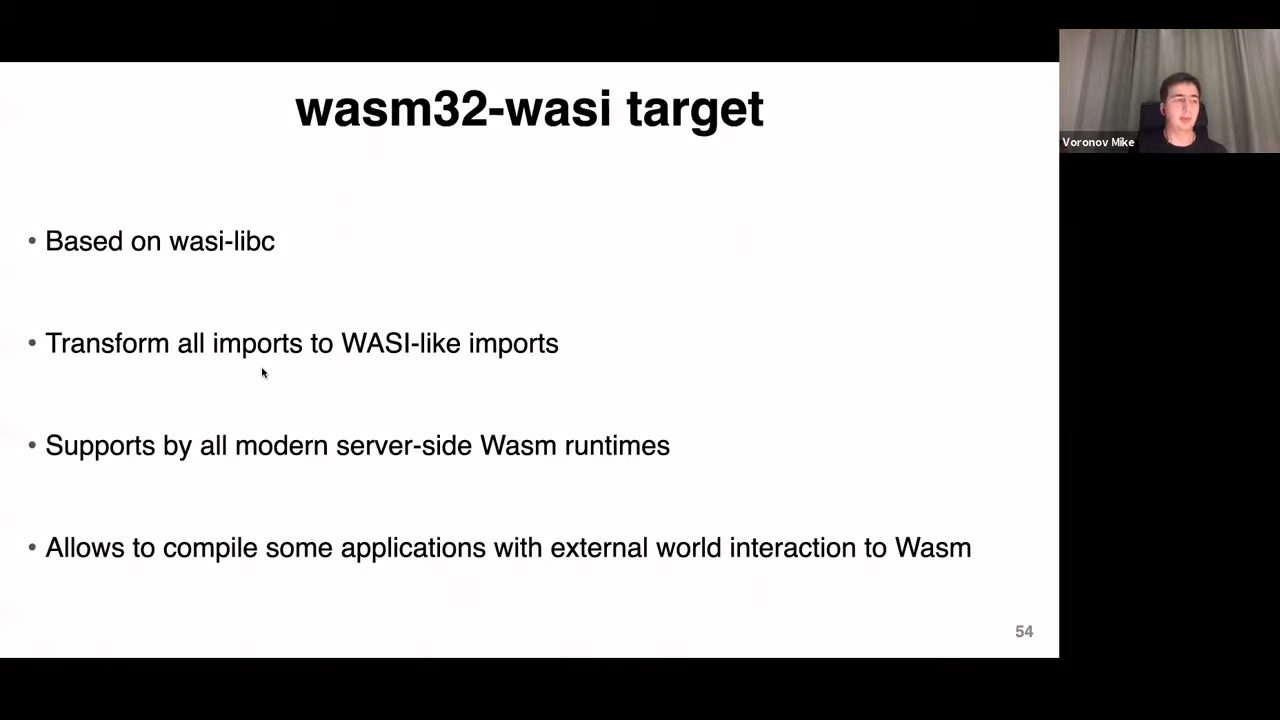 wasm32-wasi target
Voronov Mike
• Based on wasi-libc
• Transform all imports to WASI-like imports
• Supports by all modern server-side Wasm runtimes
• Allows to compile some applications with external world interaction to Wasm
54